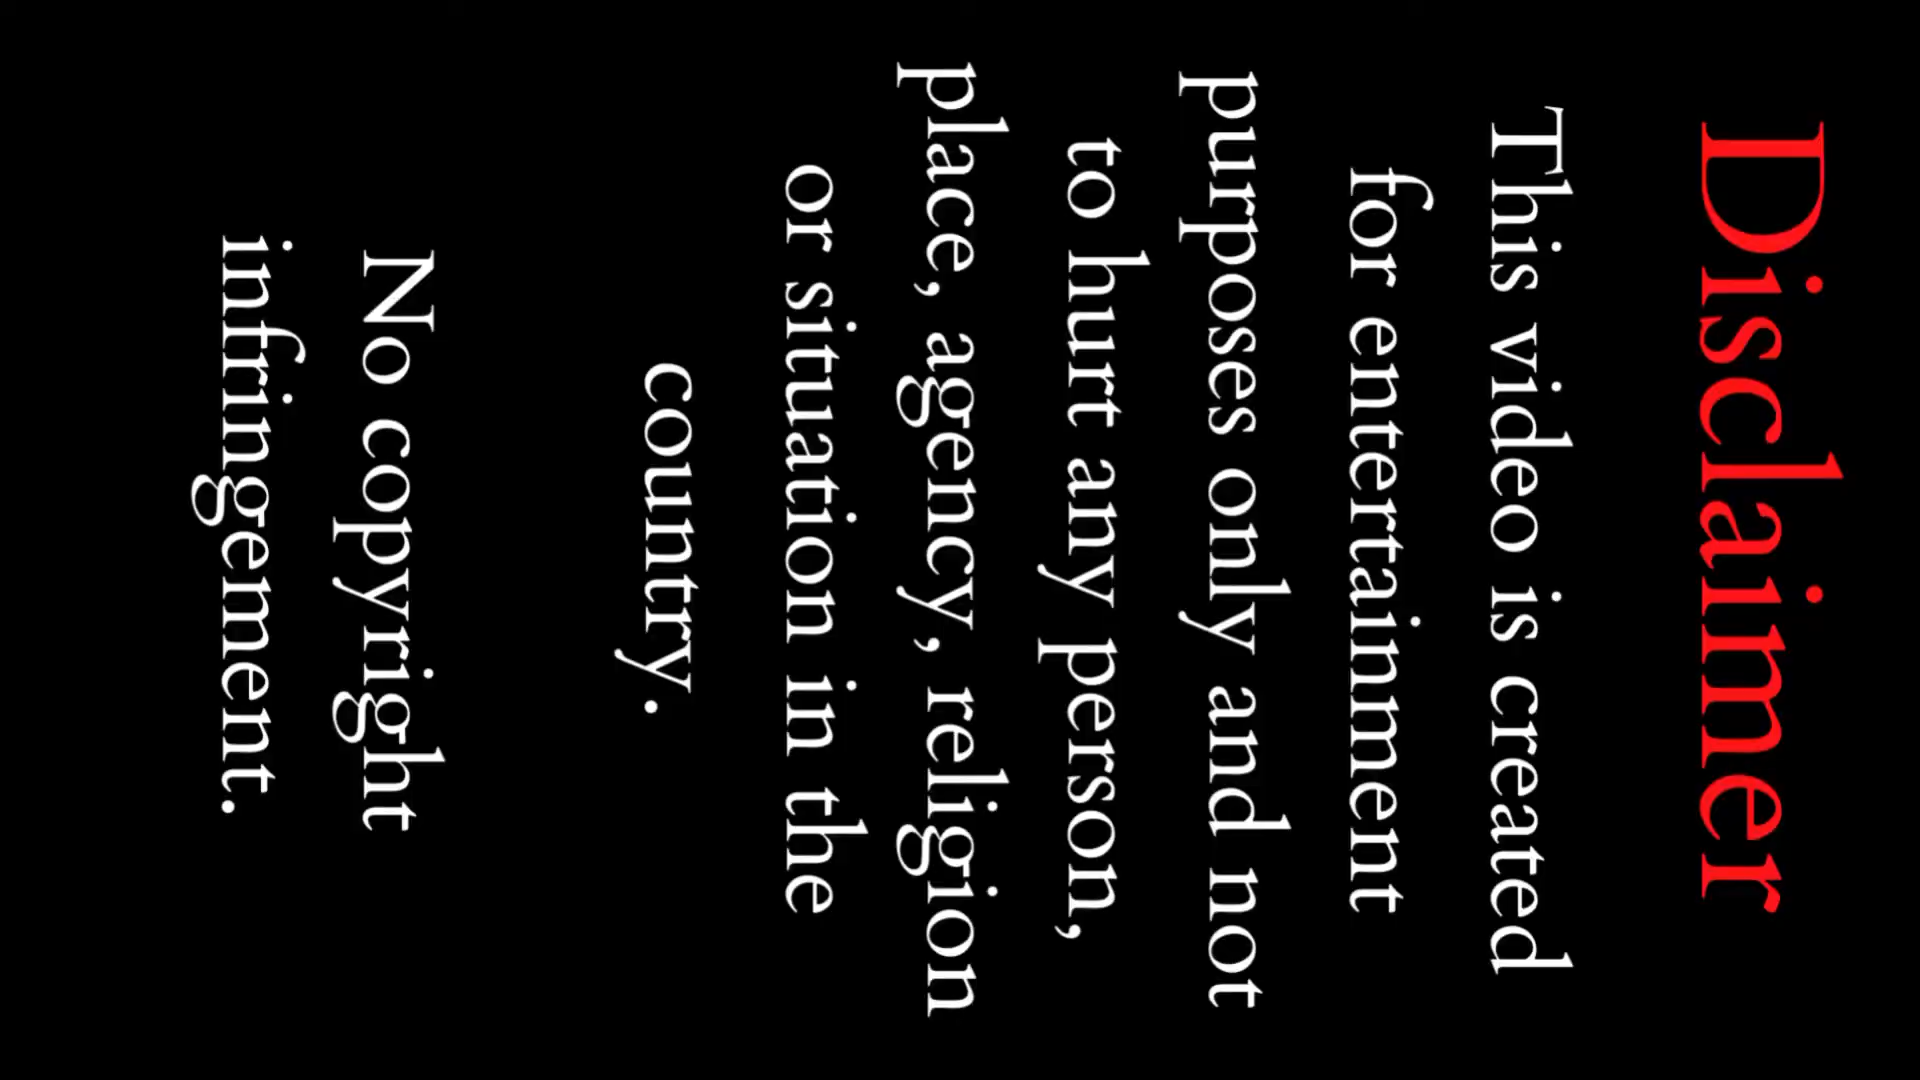 Disclaimer
This video is created
for entertainment
purposes only and not
to hurt any person,
place, agency, religion
or situation in the
country.
No copyright
infringement.